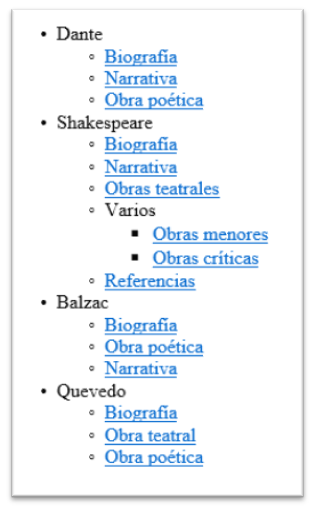 Dante
Biografía
Narrativa
Obra poética
Shakespeare
Biografía
Narrativa
Obras teatrales
Varios
Obras menores
Obras críticas
Referencias
Balzac
Biografía
Obra poética
Narrativa
Quevedo
Biografía
Obra teatral
Obra poética